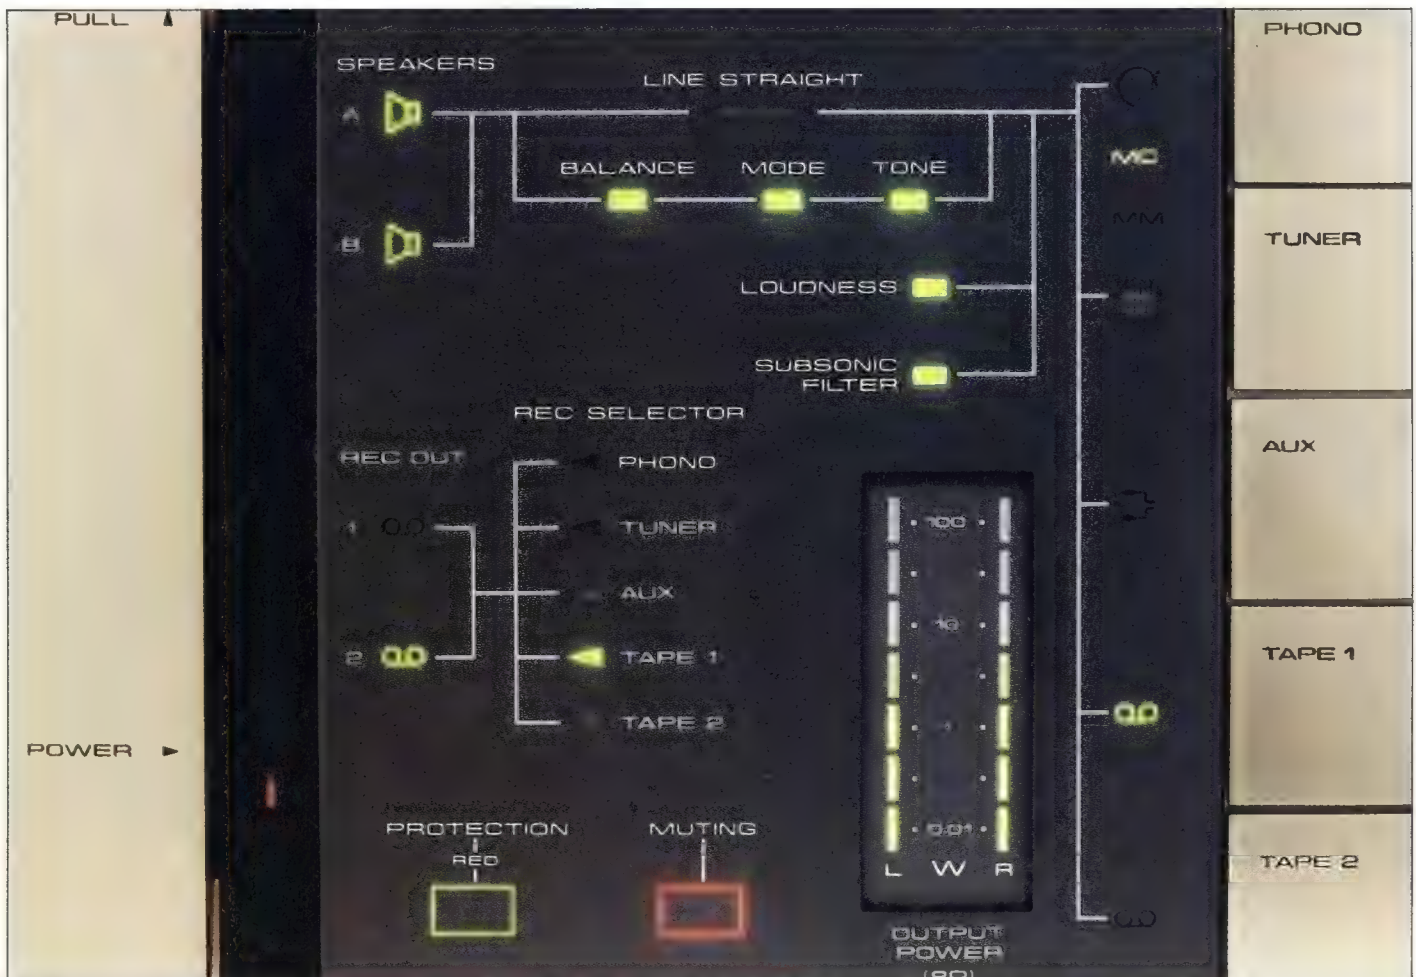 PULL ▲
SPEAKERS
A
B
LINE STRAIGHT
BALANCE MODE TONE
LOUDNESS
SUBSONIC
FILTER
REC SELECTOR
REC OUT
1
2
PHONO
TUNER
AUX
TAPE 1
TAPE 2
MC
MM
100
10
1
0.01
L W R
OUTPUT
POWER
(8Ω)
PROTECTION
RED
MUTING
POWER ►
PHONO
TUNER
AUX
TAPE 1
TAPE 2